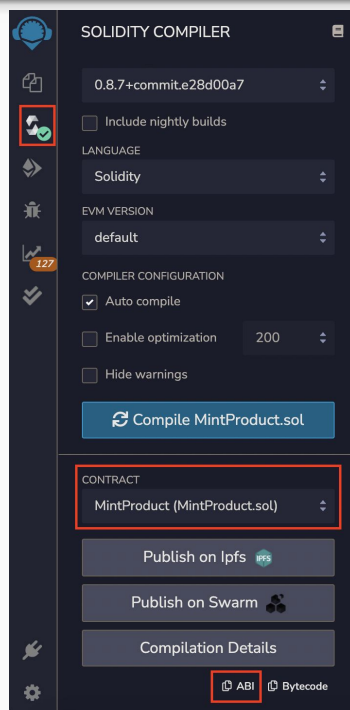 SOLIDITY COMPILER
0.8.7+commit.e28d00a7
Include nightly builds
LANGUAGE
Solidity
EVM VERSION
default
127
COMPILER CONFIGURATION
Auto compile
Enable optimization 200
Hide warnings
Compile MintProduct.sol
CONTRACT
MintProduct (MintProduct.sol)
Publish on Ipfs IPFS
Publish on Swarm
Compilation Details
ABI Bytecode